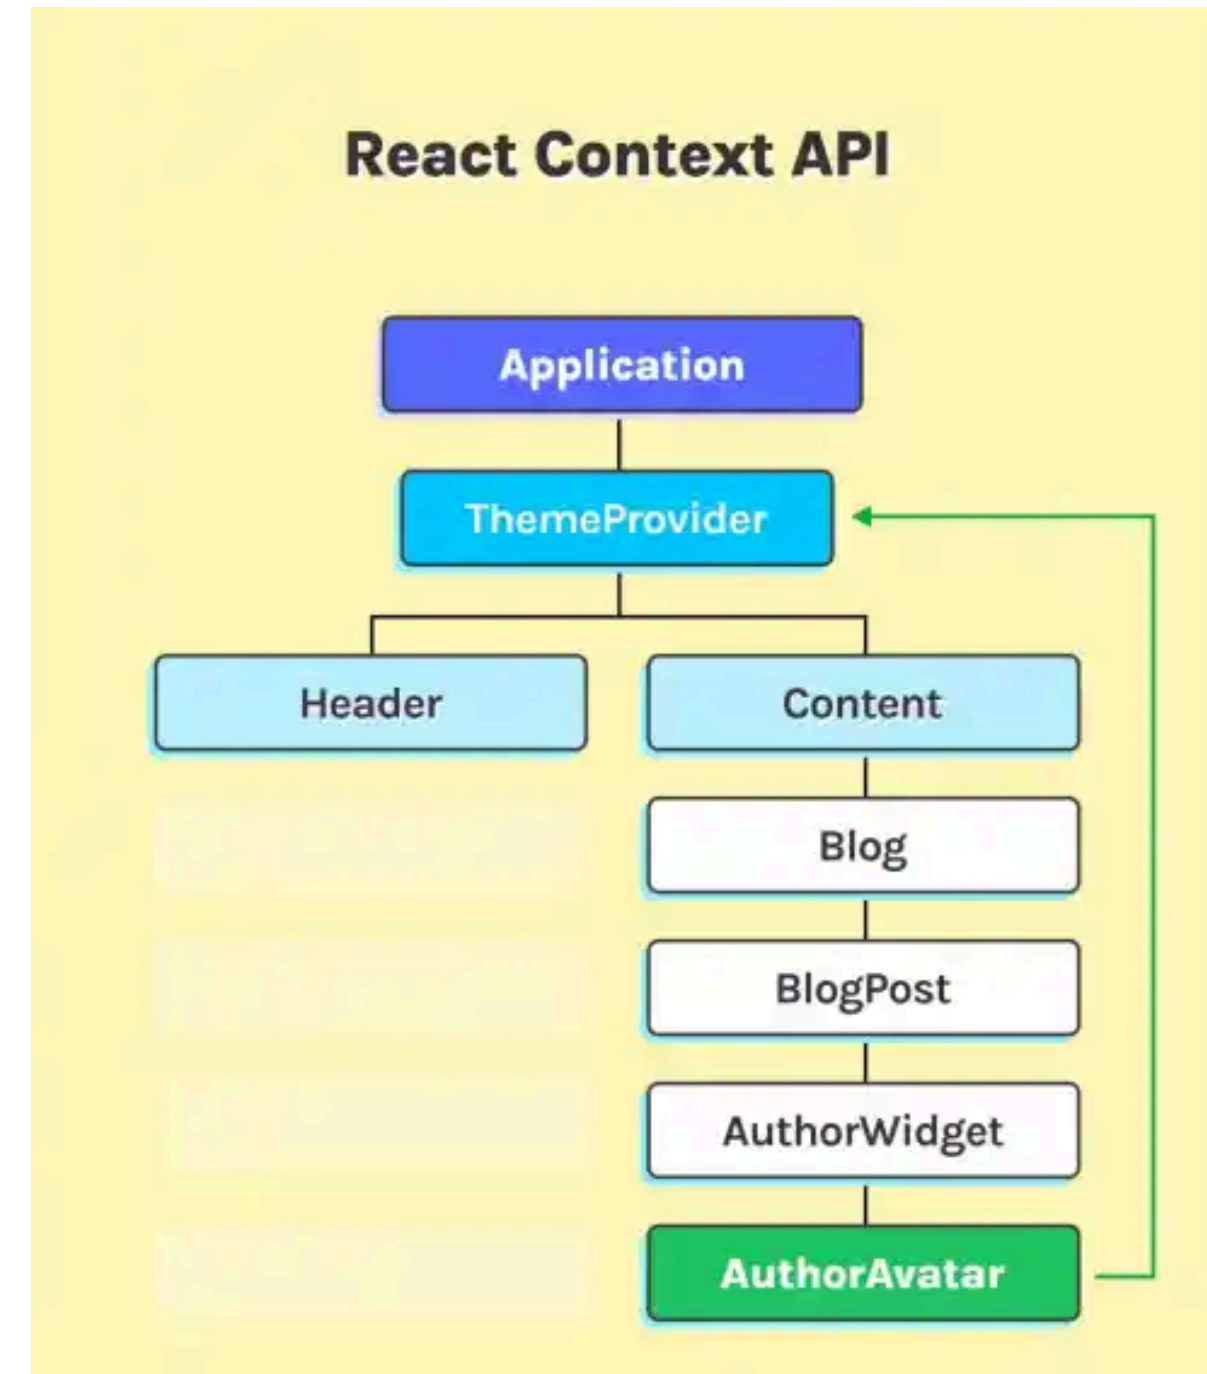 React Context API
Application
ThemeProvider
Header
Content
Blog
BlogPost
AuthorWidget
AuthorAvatar